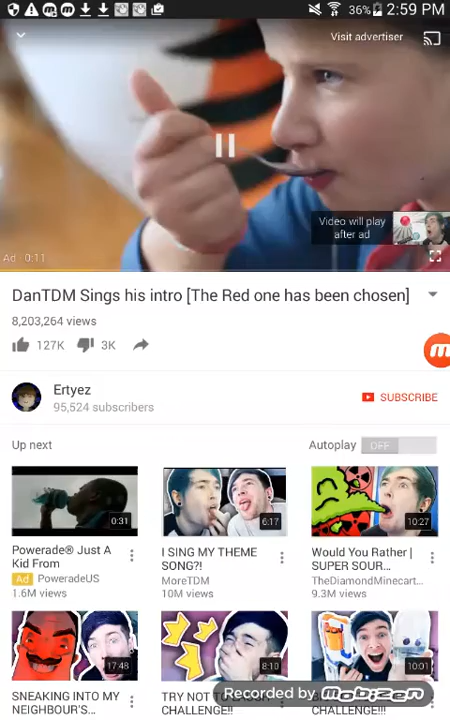 36% 2:59 PM
Visit advertiser
Video will play
after ad
Ad · 0:11
DanTDM Sings his intro [The Red one has been chosen]
8,203,264 views
127K 3K
Ertyez
95,524 subscribers
SUBSCRIBE
Up next
Autoplay OFF
0:31 6:17 10:27
Powerade® Just A
Kid From
Ad PoweradeUS
1.6M views
I SING MY THEME
SONG?!
MoreTDM
10M views
Would You Rather |
SUPER SOUR...
TheDiamondMinecart...
9.3M views
17:48 8:10 10:01
SNEAKING INTO MY
NEIGHBOUR'S...
TRY NOT TO
CHALLENGE!!
CHALLENGE!!!
Recorded by Mobizen